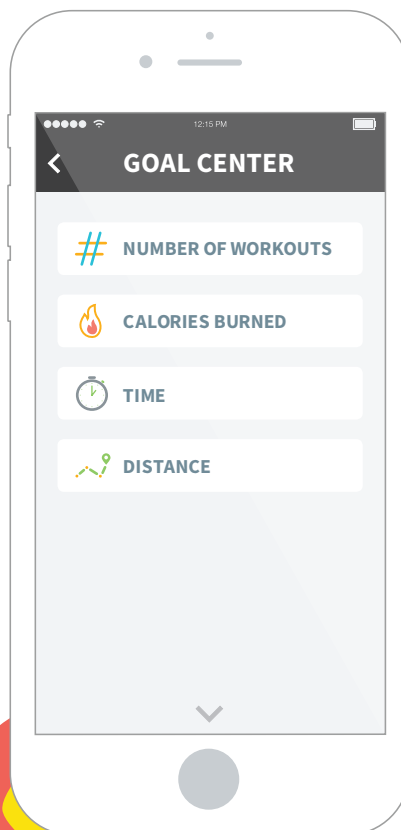 12:15 PM
GOAL CENTER
NUMBER OF WORKOUTS
CALORIES BURNED
TIME
DISTANCE